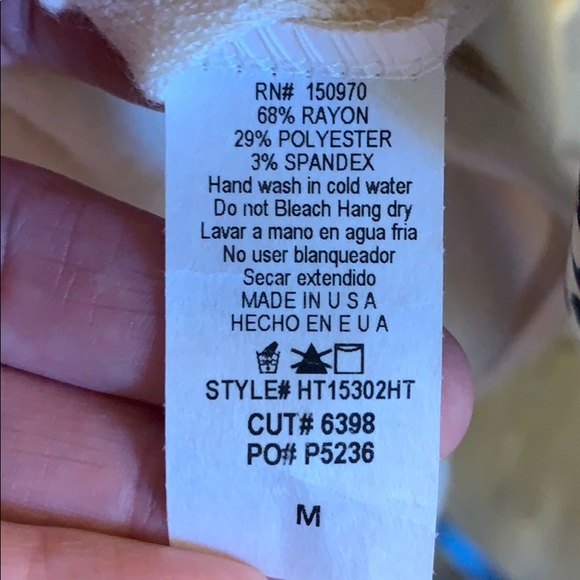 RN# 150970
68% RAYON
29% POLYESTER
3% SPANDEX
Hand wash in cold water
Do not Bleach Hang dry
Lavar a mano en agua fria
No user blanqueador
Secar extendido
MADE IN U S A
HECHO EN E U A
STYLE# HT15302HT
CUT# 6398
PO# P5236
M